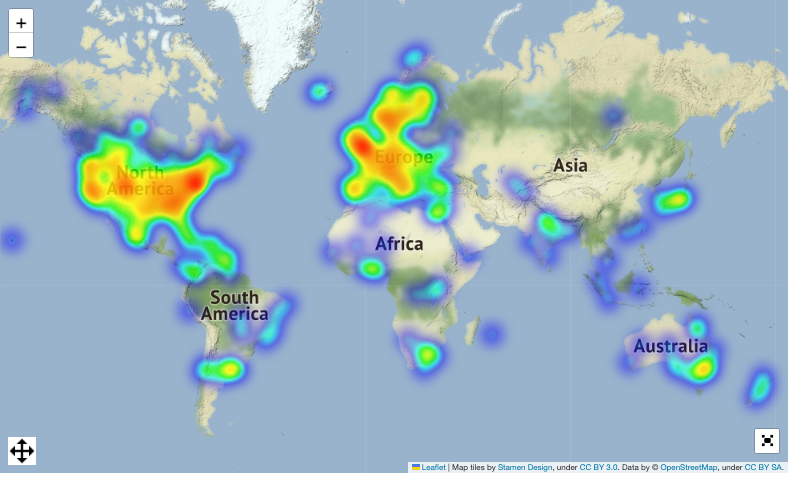 +
−
North
America
Europe
Asia
Africa
South
America
Australia
Leaflet | Map tiles by Stamen Design, under CC BY 3.0. Data by © OpenStreetMap, under CC BY SA.